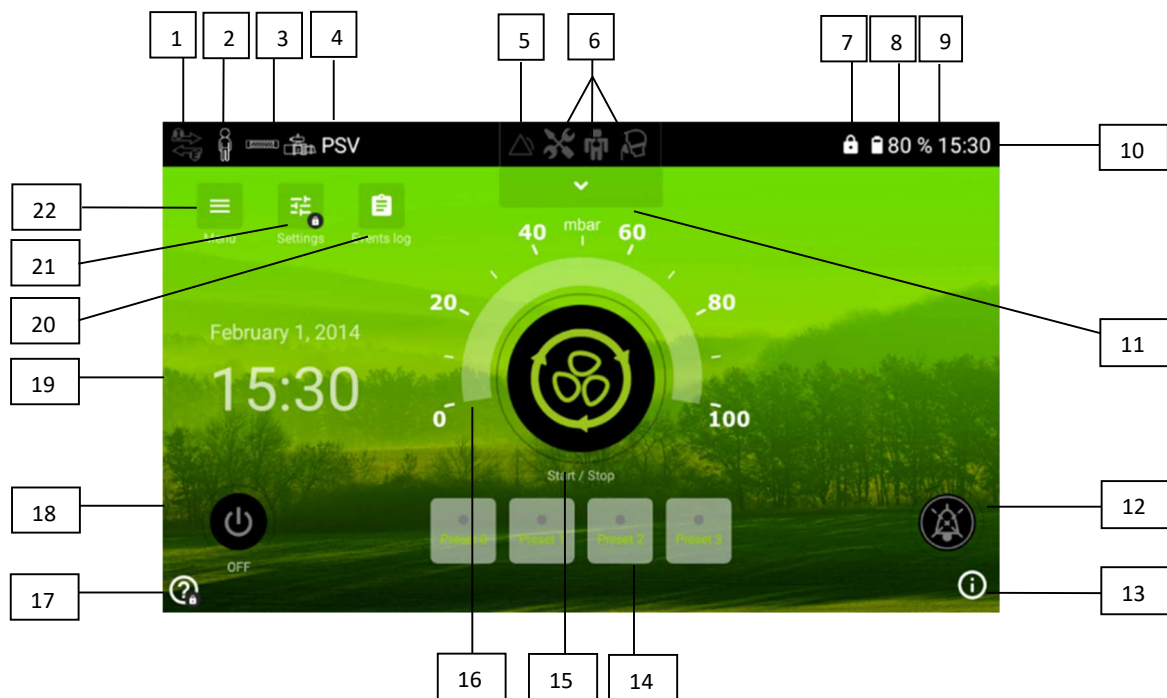 1 2 3 4 5 6 7 8 9
PSV
80 % 15:30
10
22
Menu
Settings
Events log
mbar
40 60
21
20
20 80
11
February 1, 2014
19
15:30
0 100
Start / Stop
18
OFF
Preset 0 Preset 1 Preset 2 Preset 3
12
17
13
16 15 14